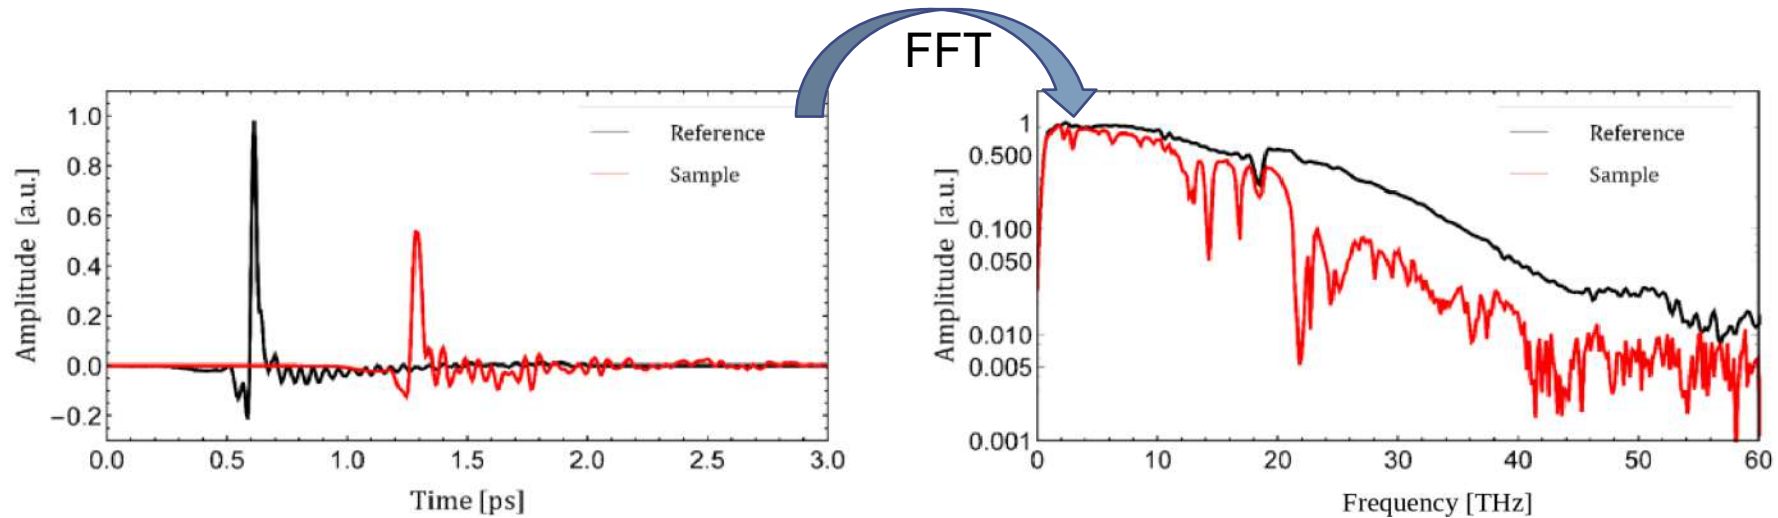 FFT
1.0
0.8
0.6
0.4
0.2
0.0
−0.2
Amplitude [a.u.]
Reference
Sample
0.0 0.5 1.0 1.5 2.0 2.5 3.0
Time [ps]
1
0.500
0.100
0.050
0.010
0.005
0.001
Amplitude [a.u.]
Reference
Sample
0 10 20 30 40 50 60
Frequency [THz]